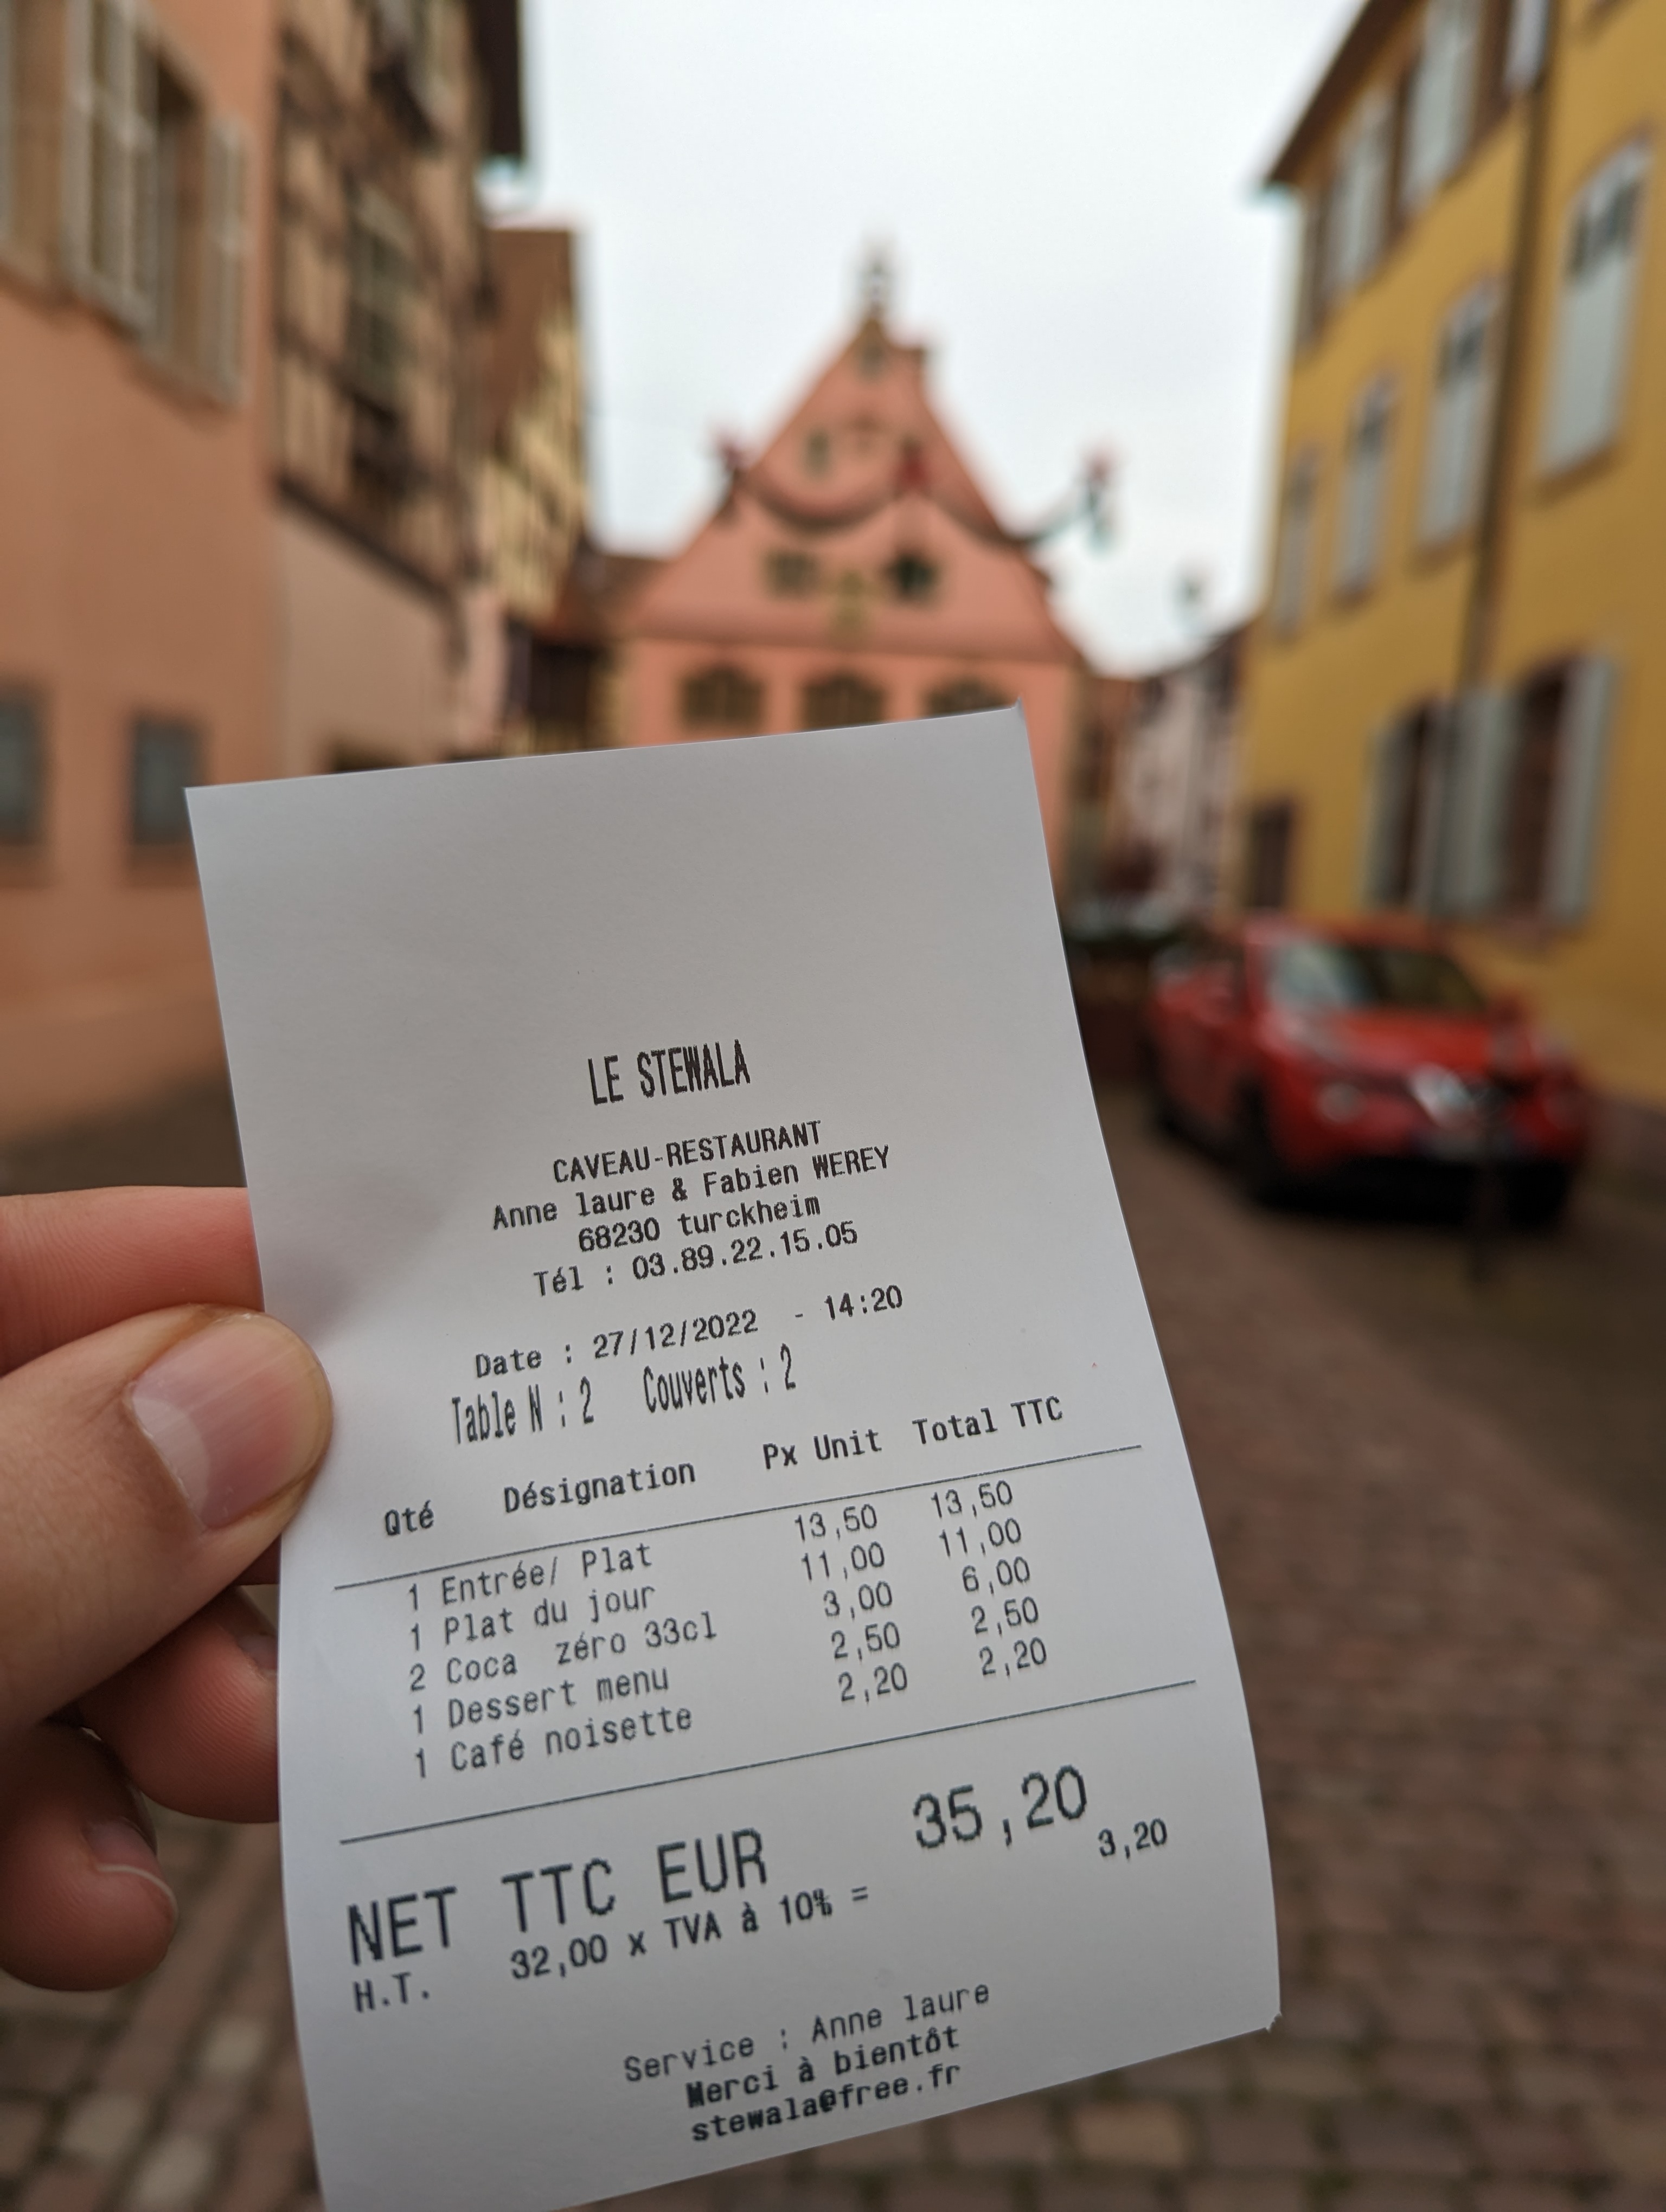 LE STEWALA
CAVEAU-RESTAURANT
Anne laure & Fabien WEREY
68230 turckheim
Tél : 03.89.22.15.05
Date : 27/12/2022 - 14:20
Table N : 2 Couverts : 2
Qté Désignation Px Unit Total TTC
1 Entrée/ Plat 13,50 13,50
1 Plat du jour 11,00 11,00
2 Coca zéro 33cl 3,00 6,00
1 Dessert menu 2,50 2,50
1 Café noisette 2,20 2,20
NET TTC EUR 35,20
H.T. 32,00 x TVA à 10% = 3,20
Service : Anne laure
Merci à bientôt
stewala@free.fr